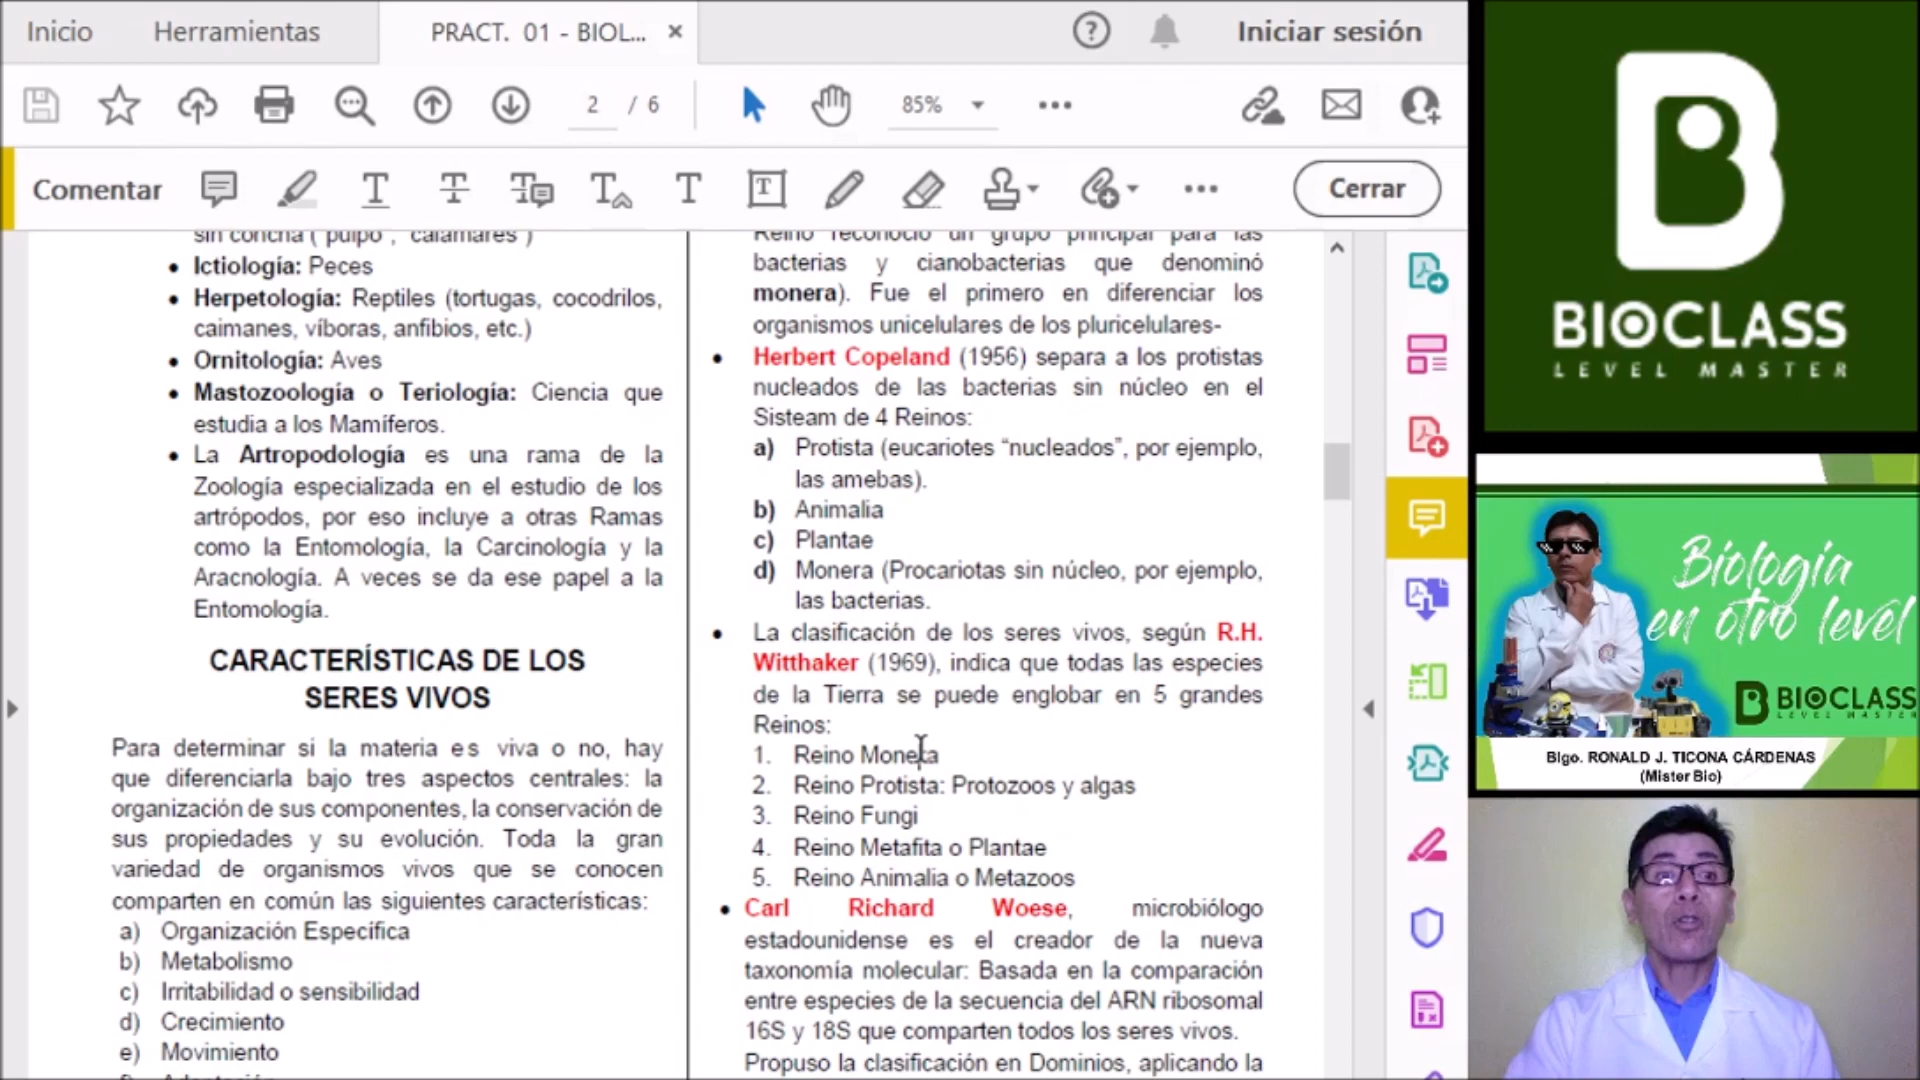 Inicio
Herramientas
PRACT. 01 - BIOL...
Iniciar sesión
2 / 6
85%
Comentar
Cerrar
sin concha ( pulpo , calamares )
• Ictiología: Peces
• Herpetología: Reptiles (tortugas, cocodrilos,
caimanes, víboras, anfibios, etc.)
• Ornitología: Aves
• Mastozoología o Teriología: Ciencia que
estudia a los Mamíferos.
• La Artropodología es una rama de la
Zoología especializada en el estudio de los
artrópodos, por eso incluye a otras Ramas
como la Entomología, la Carcinología y la
Aracnología. A veces se da ese papel a la
Entomología.
CARACTERÍSTICAS DE LOS
SERES VIVOS
Para determinar si la materia es viva o no, hay
que diferenciarla bajo tres aspectos centrales: la
organización de sus componentes, la conservación de
sus propiedades y su evolución. Toda la gran
variedad de organismos vivos que se conocen
comparten en común las siguientes características:
a) Organización Específica
b) Metabolismo
c) Irritabilidad o sensibilidad
d) Crecimiento
e) Movimiento
Reino reconoció un grupo principal para las
bacterias y cianobacterias que denominó
monera). Fue el primero en diferenciar los
organismos unicelulares de los pluricelulares-
• Herbert Copeland (1956) separa a los protistas
nucleados de las bacterias sin núcleo en el
Sisteam de 4 Reinos:
a) Protista (eucariotes “nucleados”, por ejemplo,
las amebas).
b) Animalia
c) Plantae
d) Monera (Procariotas sin núcleo, por ejemplo,
las bacterias.
• La clasificación de los seres vivos, según R.H.
Witthaker (1969), indica que todas las especies
de la Tierra se puede englobar en 5 grandes
Reinos:
1. Reino Monera
2. Reino Protista: Protozoos y algas
3. Reino Fungi
4. Reino Metafita o Plantae
5. Reino Animalia o Metazoos
• Carl Richard Woese, microbiólogo
estadounidense es el creador de la nueva
taxonomía molecular: Basada en la comparación
entre especies de la secuencia del ARN ribosomal
16S y 18S que comparten todos los seres vivos.
Propuso la clasificación en Dominios, aplicando la
BIOCLASS
LEVEL MASTER
Biología
en otro level
BIOCLASS
LEVEL MASTER
Blgo. RONALD J. TICONA CÁRDENAS
(Mister Bio)